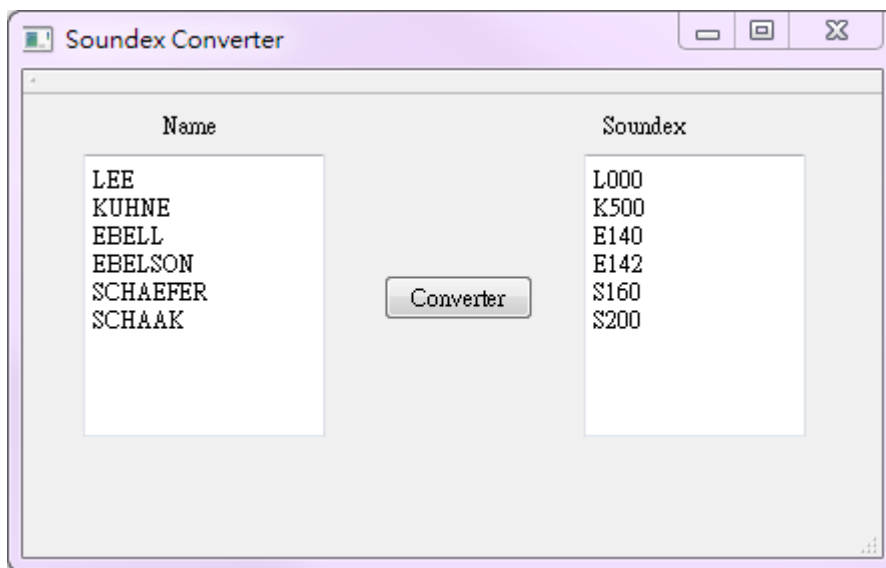 Soundex Converter
Name
Soundex
LEE
KUHNE
EBELL
EBELSON
SCHAEFER
SCHAAK
Converter
L000
K500
E140
E142
S160
S200